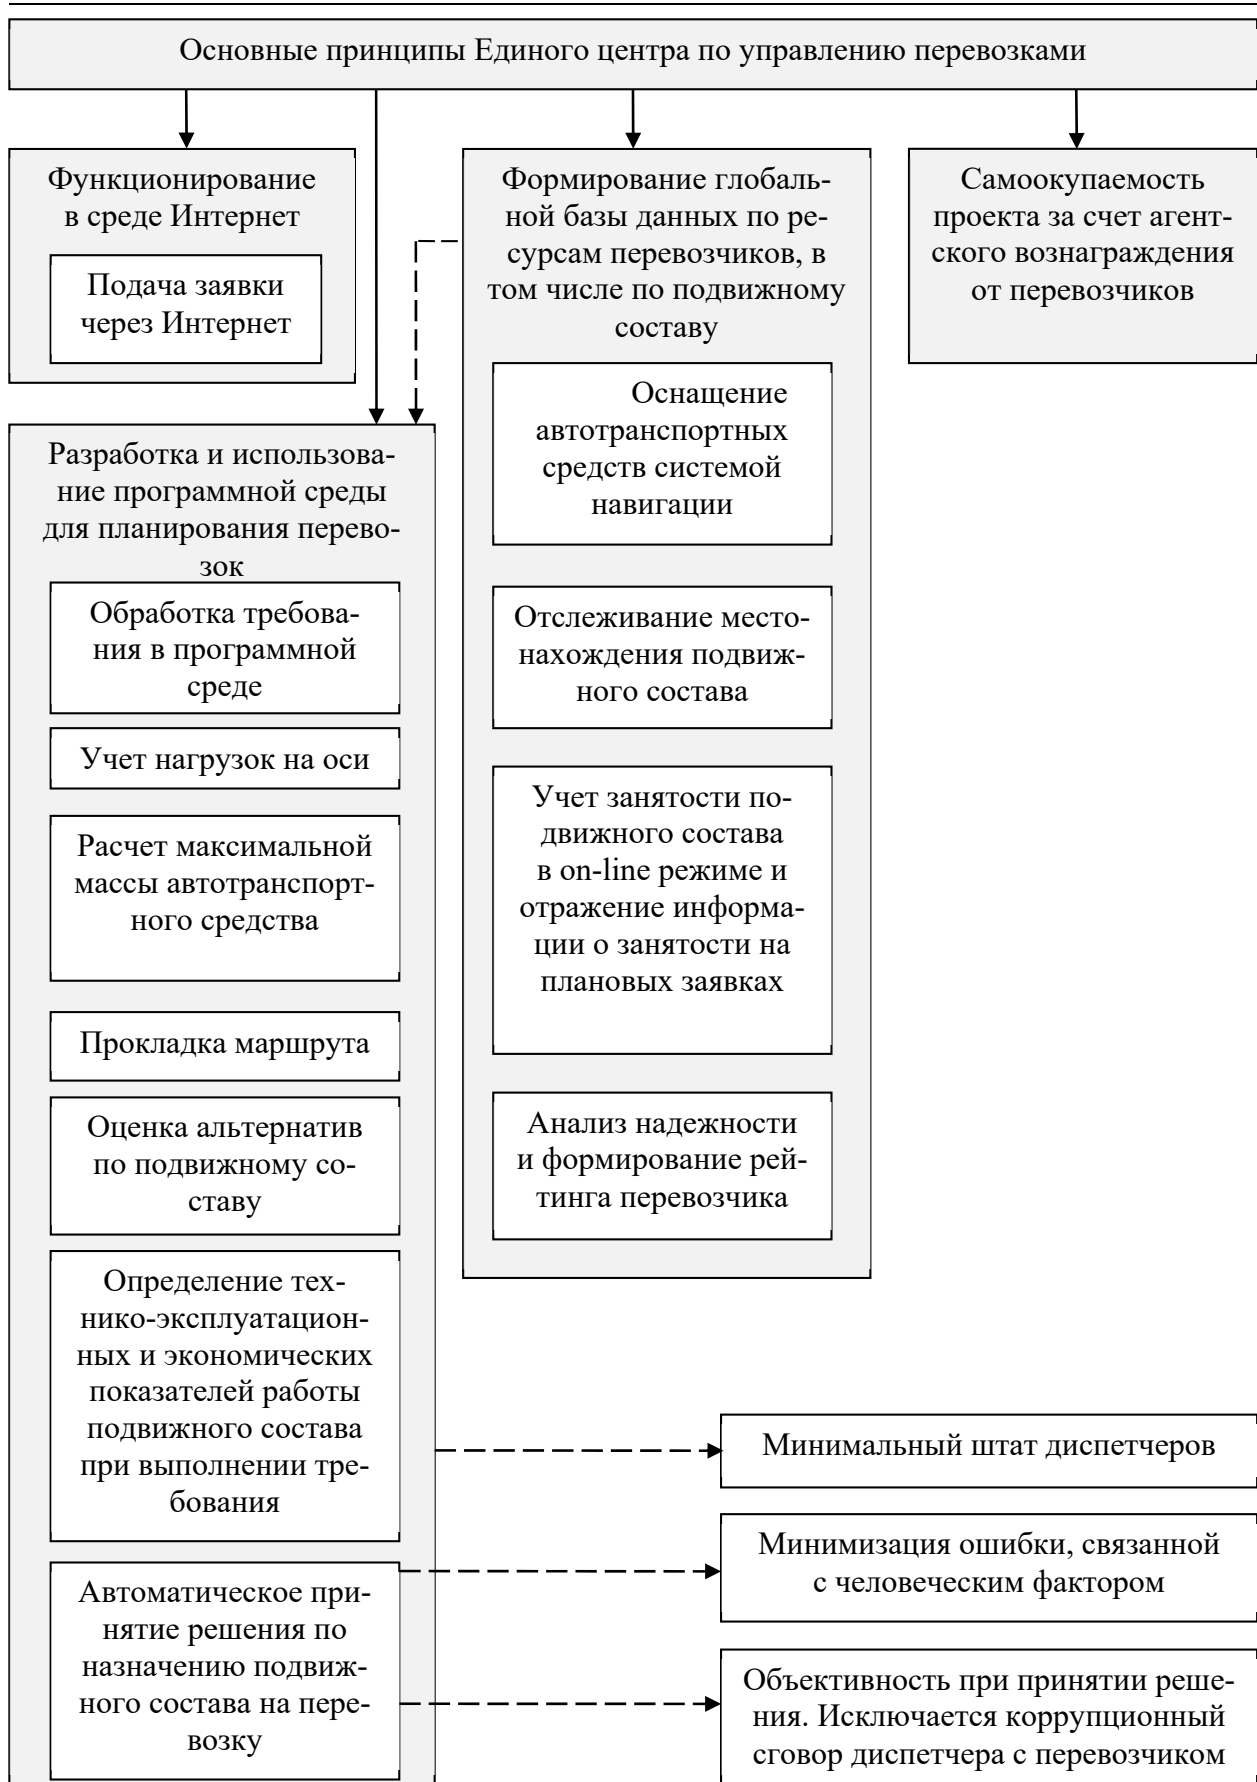 Основные принципы Единого центра по управлению перевозками
Функционирование
в среде Интернет
Подача заявки
через Интернет
Формирование глобаль-
ной базы данных по ре-
сурсам перевозчиков, в
том числе по подвижному
составу
Оснащение
автотранспортных
средств системой
навигации
Отслеживание место-
нахождения подвиж-
ного состава
Учет занятости по-
движного состава
в on-line режиме и
отражение информа-
ции о занятости на
плановых заявках
Анализ надежности
и формирование рей-
тинга перевозчика
Самоокупаемость
проекта за счет агент-
ского вознаграждения
от перевозчиков
Разработка и использова-
ние программной среды
для планирования перево-
зок
Обработка требова-
ния в программной
среде
Учет нагрузок на оси
Расчет максимальной
массы автотранспорт-
ного средства
Прокладка маршрута
Оценка альтернатив
по подвижному со-
ставу
Определение тех-
нико-эксплуатацион-
ных и экономических
показателей работы
подвижного состава
при выполнении тре-
бования
Автоматическое при-
нятие решения по
назначению подвиж-
ного состава на пере-
возку
Минимальный штат диспетчеров
Минимизация ошибки, связанной
с человеческим фактором
Объективность при принятии реше-
ния. Исключается коррупционный
сговор диспетчера с перевозчиком